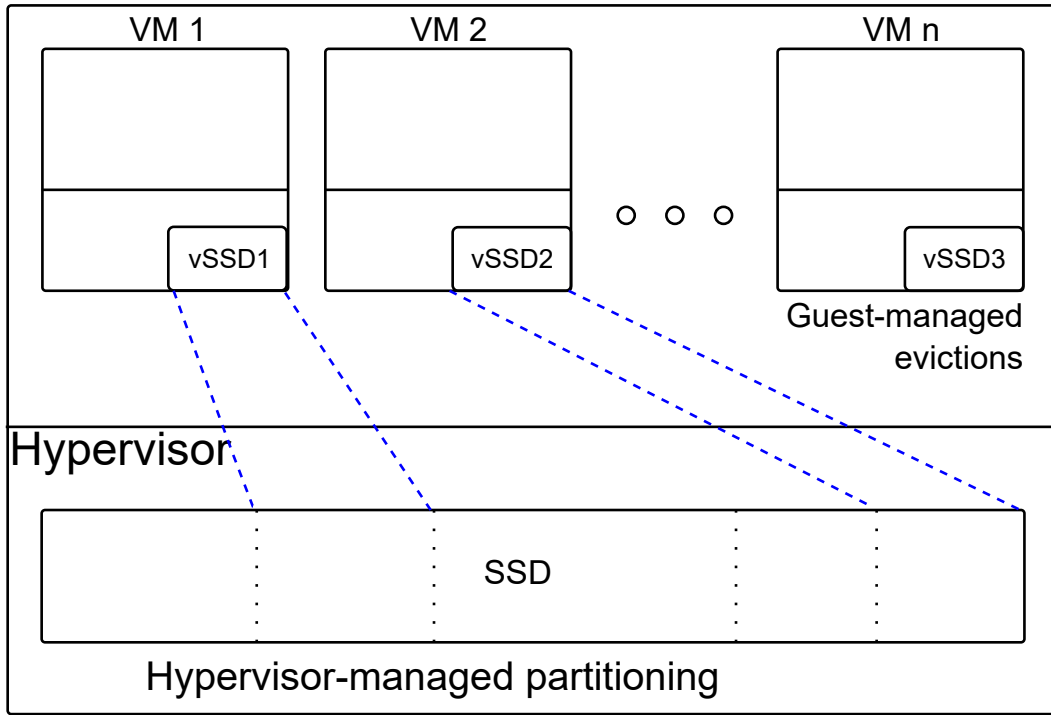 VM 1
VM 2
VM n
vSSD1
vSSD2
vSSD3
Guest-managed
evictions
Hypervisor
SSD
Hypervisor-managed partitioning